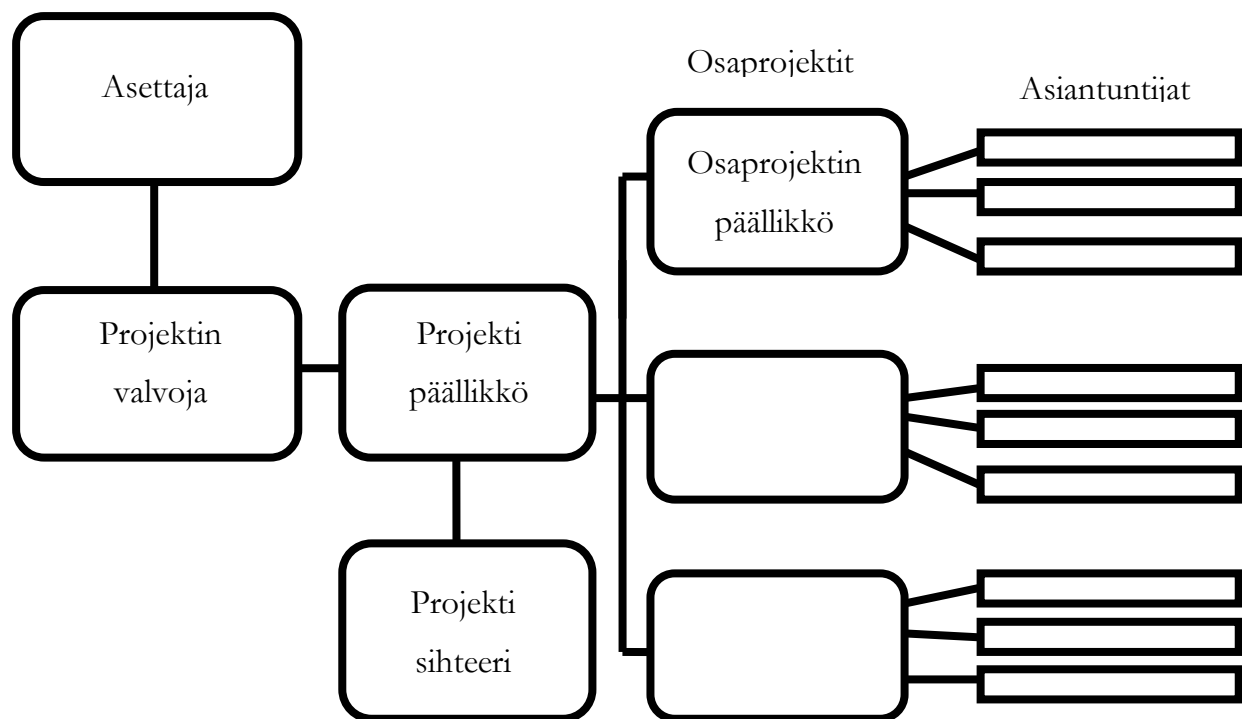 Asettaja
Projektin
valvoja
Projekti
päällikkö
Projekti
sihteeri
Osaprojektit
Osaprojektin
päällikkö
Asiantuntijat